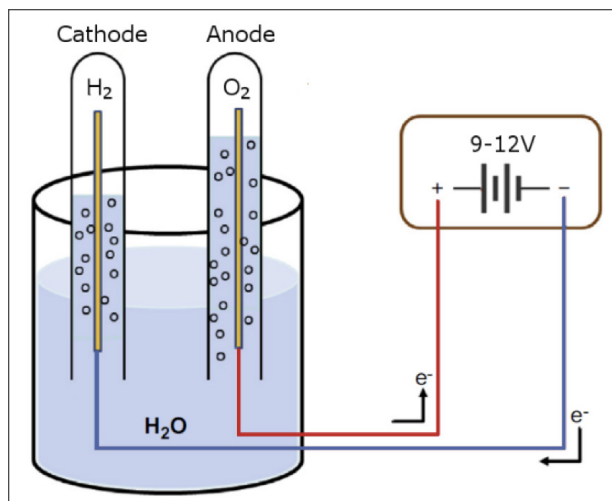 Cathode
Anode
H₂
O₂
9-12V
+ −
e⁻
e⁻
H₂O